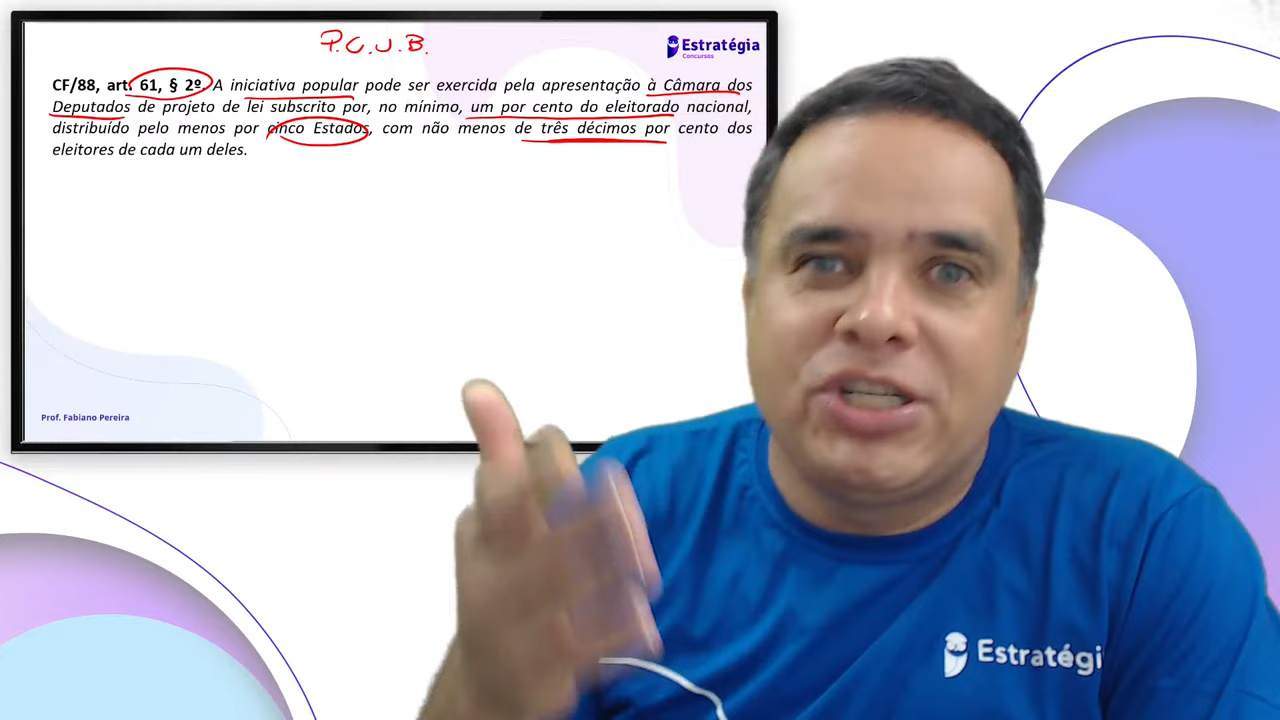 P.C.J.B.
Estratégia
Concursos
CF/88, art. 61, § 2º. A iniciativa popular pode ser exercida pela apresentação à Câmara dos
Deputados de projeto de lei subscrito por, no mínimo, um por cento do eleitorado nacional,
distribuído pelo menos por cinco Estados, com não menos de três décimos por cento dos
eleitores de cada um deles.
Prof. Fabiano Pereira
Estratégi